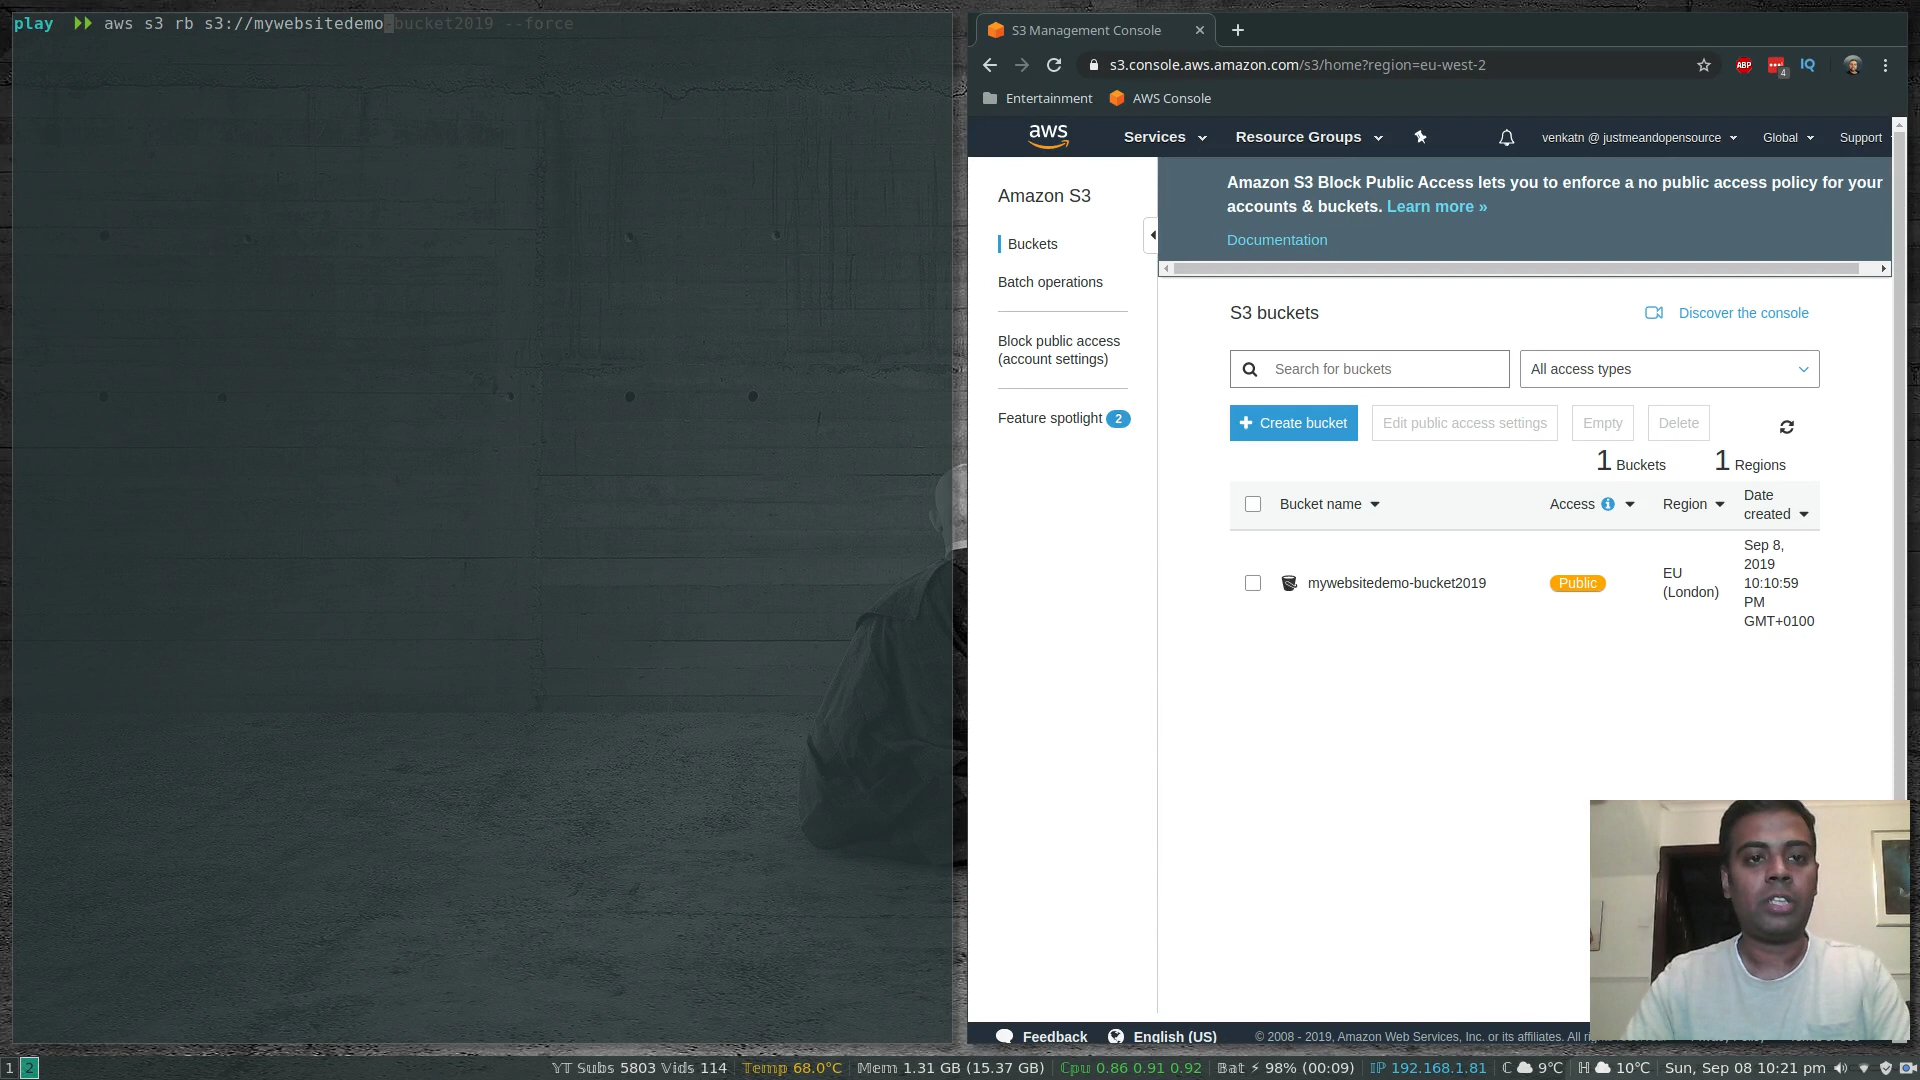 play aws s3 rb s3://mywebsitedemo-bucket2019 --force
S3 Management Console
s3.console.aws.amazon.com/s3/home?region=eu-west-2
ABP
4
IQ
Entertainment
AWS Console
aws
Services
Resource Groups
venkatn @ justmeandopensource
Global
Support
Amazon S3
Buckets
Batch operations
Block public access
(account settings)
Feature spotlight 2
Amazon S3 Block Public Access lets you to enforce a no public access policy for your
accounts & buckets. Learn more »
Documentation
S3 buckets
Discover the console
Search for buckets
All access types
Create bucket
Edit public access settings
Empty
Delete
1 Buckets
1 Regions
Bucket name
Access
Region
Date
created
mywebsitedemo-bucket2019
Public
EU
(London)
Sep 8,
2019
10:10:59
PM
GMT+0100
Feedback
English (US)
© 2008 - 2019, Amazon Web Services, Inc. or its affiliates. All
1 2
YT Subs 5803 Vids 114
Temp 68.0°C
Mem 1.31 GB (15.37 GB)
Cpu 0.86 0.91 0.92
Bat ⚡ 98% (00:09)
IP 192.168.1.81
C 9°C
H 10°C
Sun, Sep 08 10:21 pm